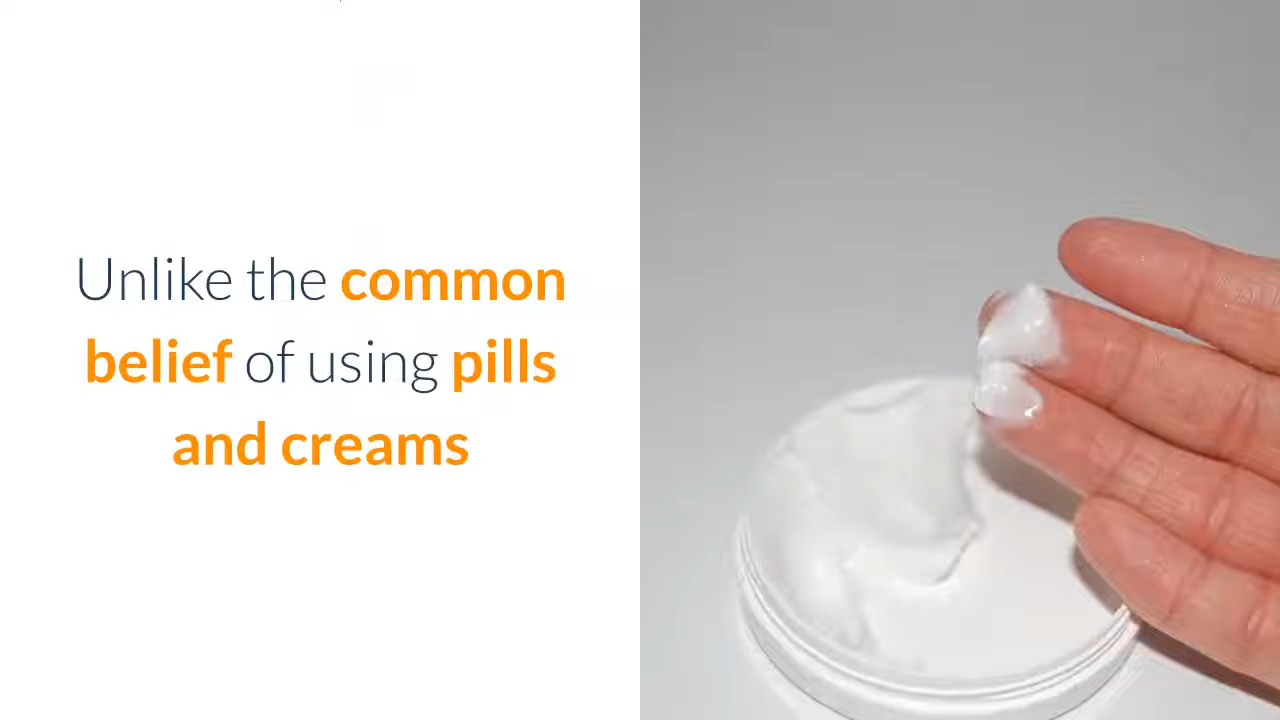 Unlike the common
belief of using pills
and creams